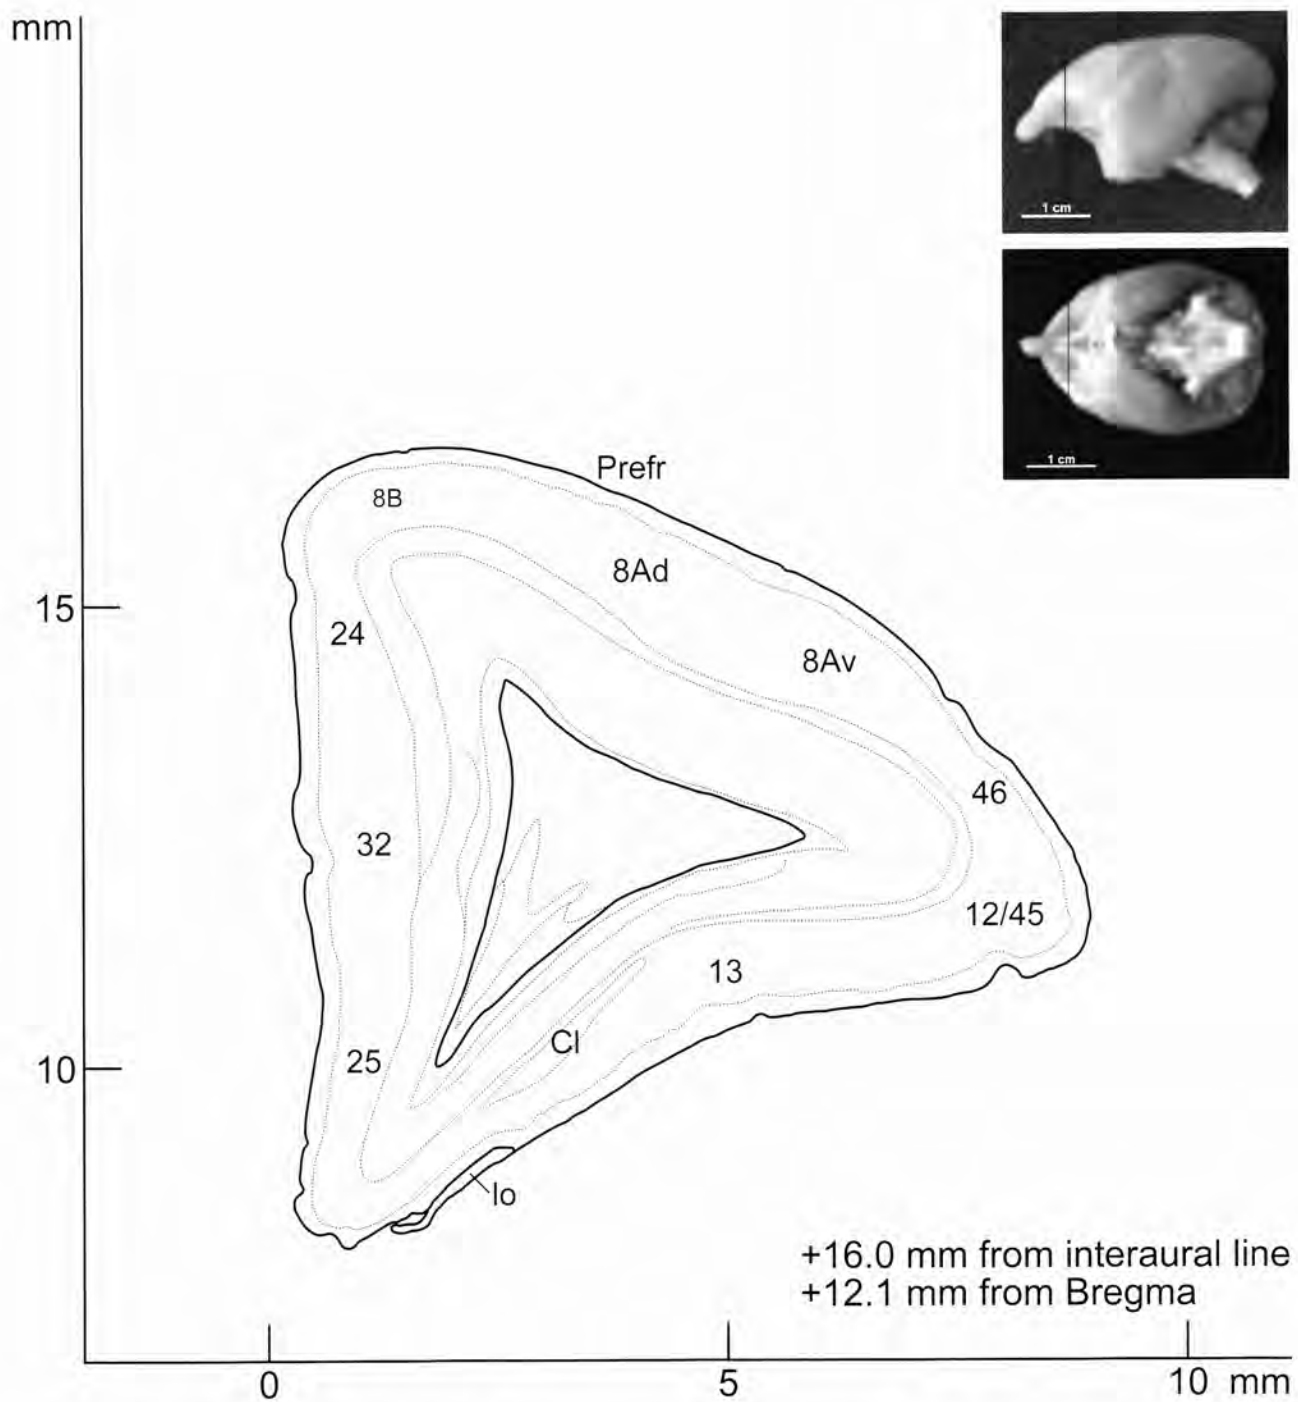 mm
1 cm
1 cm
Prefr
8B
8Ad
15
24
8Av
46
32
12/45
13
Cl
25
10
lo
+16.0 mm from interaural line
+12.1 mm from Bregma
0
5
10 mm